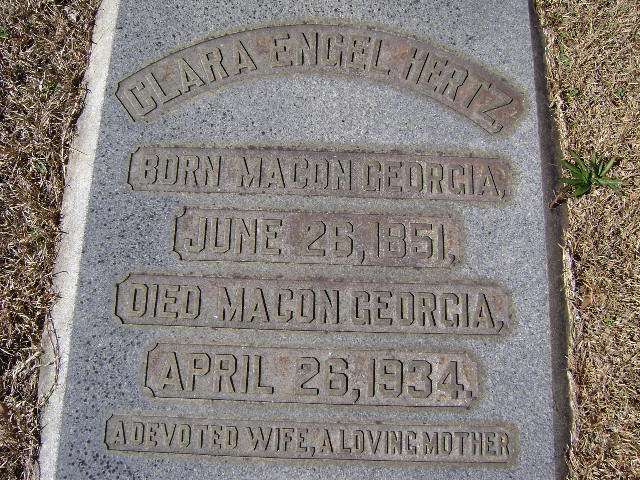 CLARA ENGEL HERTZ,
BORN MACON GEORGIA,
JUNE 26, 1851,
DIED MACON GEORGIA,
APRIL 26, 1934.
A DEVOTED WIFE, A LOVING MOTHER